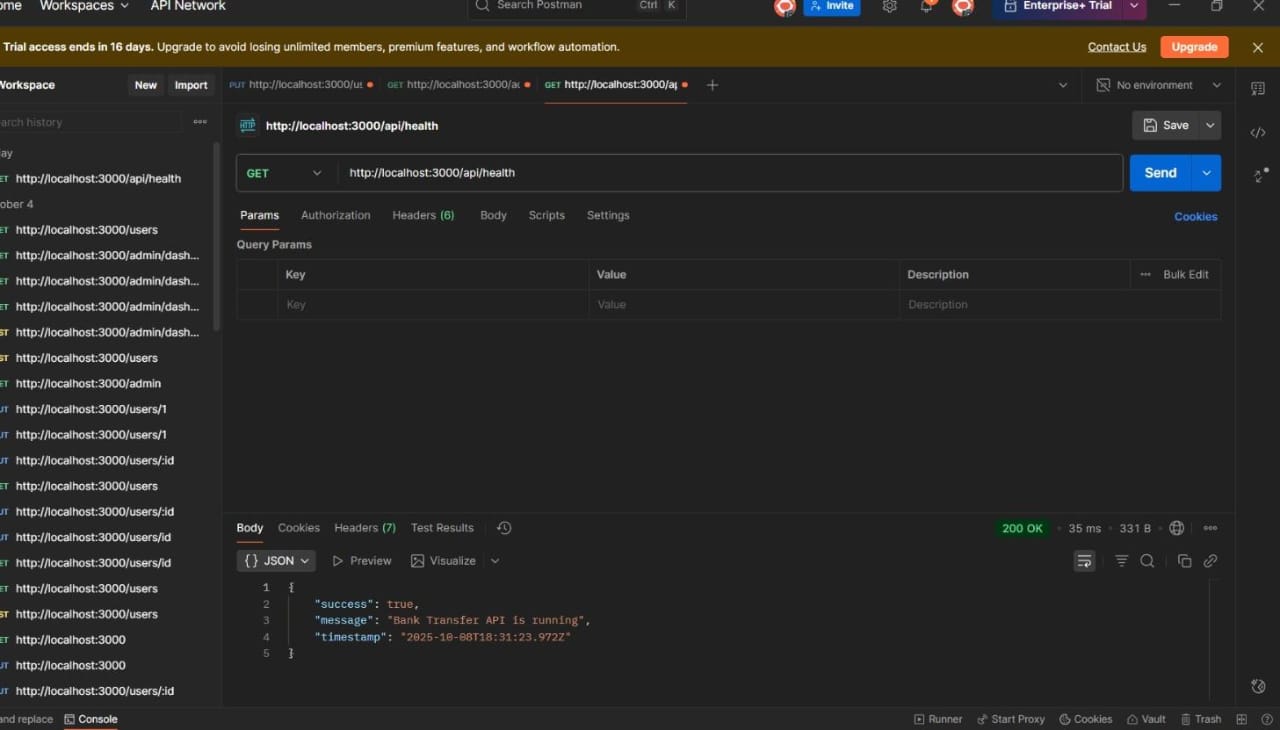 ome Workspaces API Network Search Postman Ctrl K Invite Enterprise+ Trial
Trial access ends in 16 days. Upgrade to avoid losing unlimited members, premium features, and workflow automation. Contact Us Upgrade
Workspace New Import PUT http://localhost:3000/us GET http://localhost:3000/ac GET http://localhost:3000/ap No environment
earch history
http://localhost:3000/api/health Save
ay
GET http://localhost:3000/api/health Send
ET http://localhost:3000/api/health
ober 4
Params Authorization Headers (6) Body Scripts Settings Cookies
ET http://localhost:3000/users
Query Params
ET http://localhost:3000/admin/dash...
Key Value Description Bulk Edit
ET http://localhost:3000/admin/dash...
Key Value Description
ET http://localhost:3000/admin/dash...
ST http://localhost:3000/admin/dash...
ST http://localhost:3000/users
ET http://localhost:3000/admin
UT http://localhost:3000/users/1
UT http://localhost:3000/users/1
UT http://localhost:3000/users/:id
ET http://localhost:3000/users
UT http://localhost:3000/users/:id
UT http://localhost:3000/users/id
ET http://localhost:3000/users/id
ET http://localhost:3000/users
ST http://localhost:3000/users
ET http://localhost:3000
UT http://localhost:3000
UT http://localhost:3000/users/:id
Body Cookies Headers (7) Test Results 200 OK 35 ms 331 B
{} JSON Preview Visualize
1 {
2 "success": true,
3 "message": "Bank Transfer API is running",
4 "timestamp": "2025-10-08T18:31:23.972Z"
5 }
and replace Console Runner Start Proxy Cookies Vault Trash